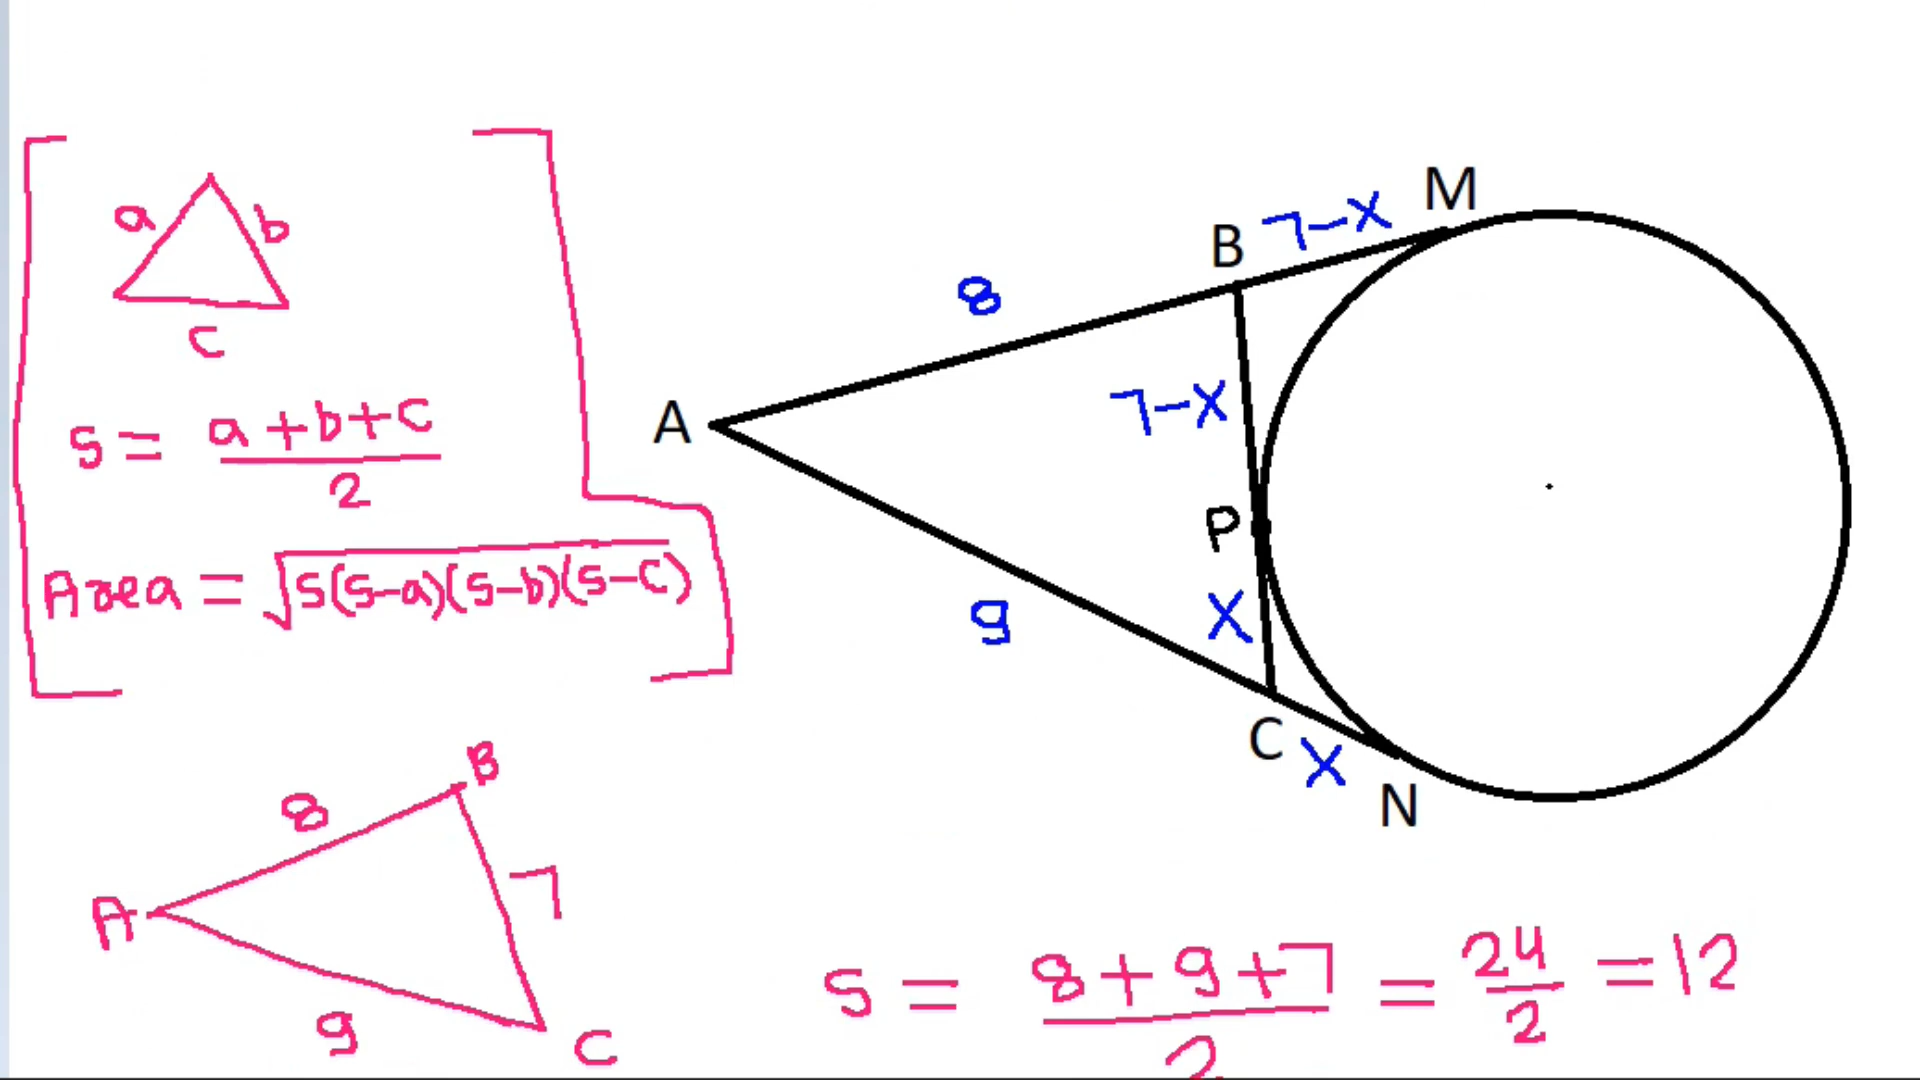 a b
c
s = a+b+c / 2
Area = √s(s-a)(s-b)(s-c)
M
B 7-x
8
7-x
A
P
9 x
C x
N
B
8
7
A
9
C
s = 8+9+7 / 2 = 24 / 2 = 12